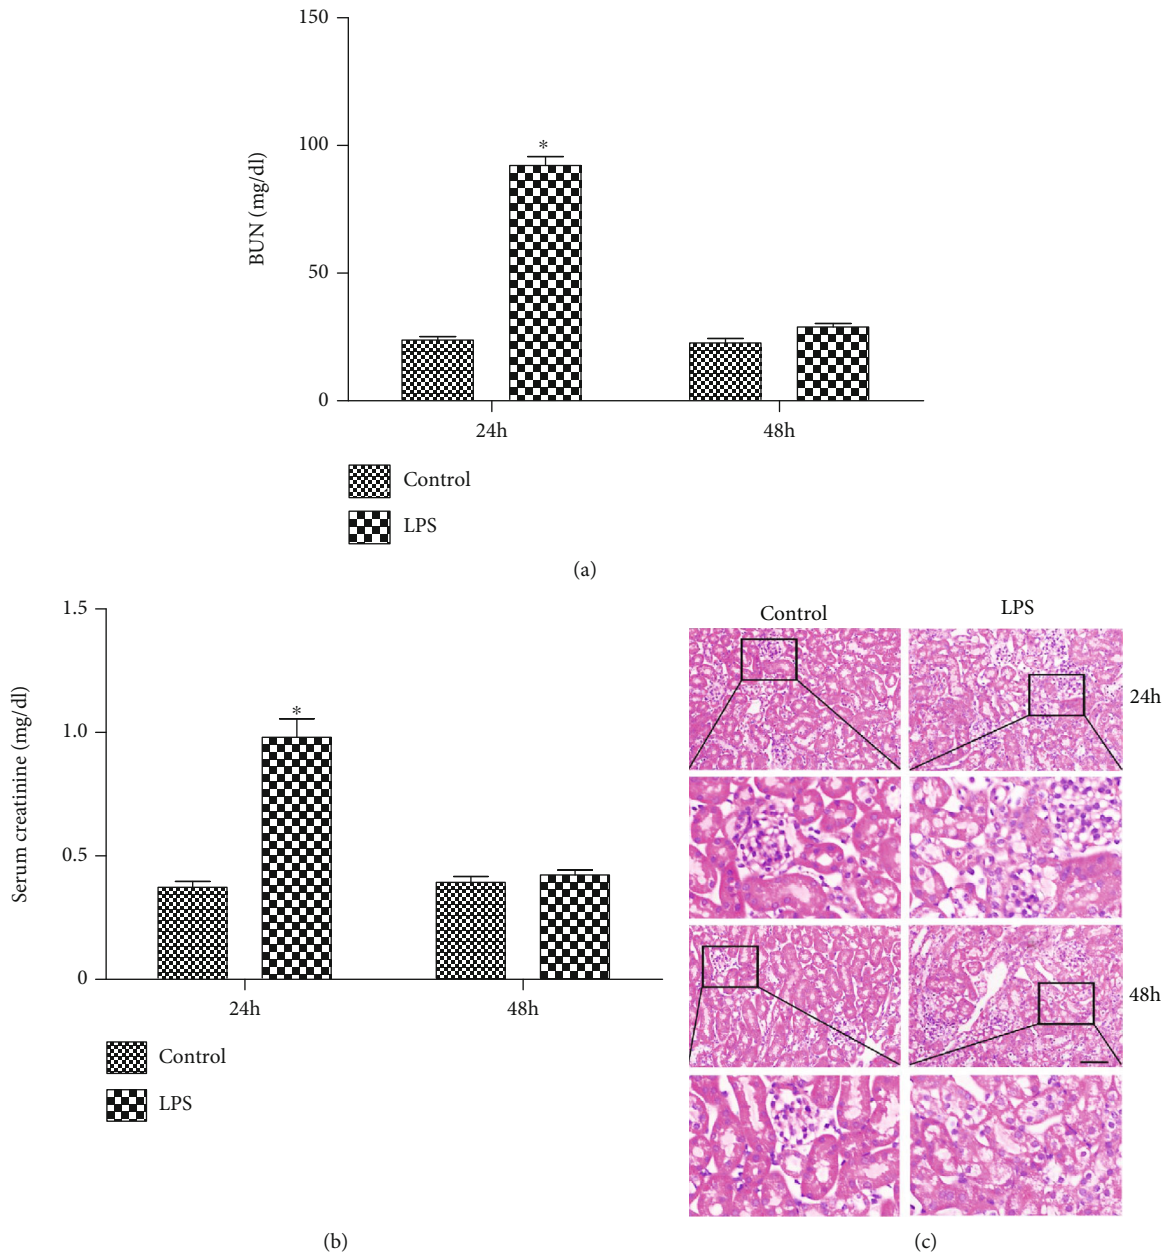 150
100
50
0
BUN (mg/dl)
*
24h
48h
Control
LPS
(a)
1.5
1.0
0.5
0
Serum creatinine (mg/dl)
*
24h
48h
Control
LPS
(b)
Control
LPS
24h
48h
(c)